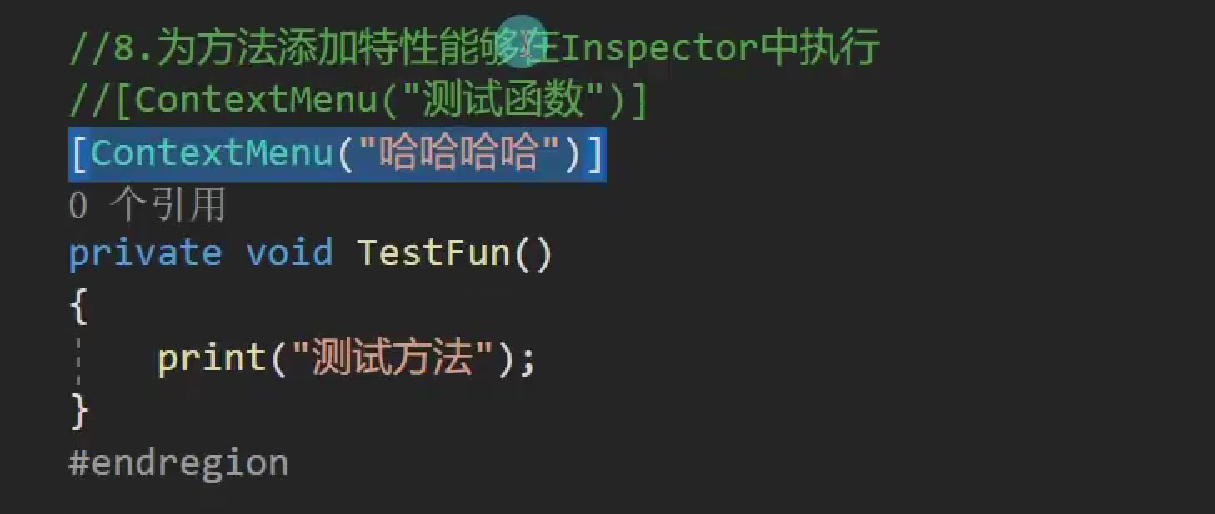 //8.为方法添加特性能够在Inspector中执行
//[ContextMenu("测试函数")]
[ContextMenu("哈哈哈哈")]
0 个引用
private void TestFun()
{
print("测试方法");
}
#endregion